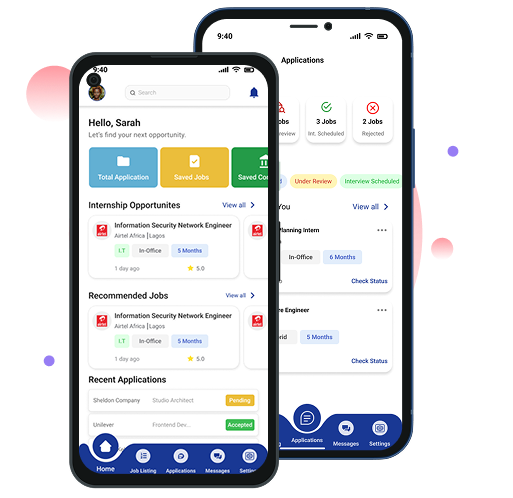 9:40
Search
Hello, Sarah
Let's find your next opportunity.
Total Application
Saved Jobs
Saved Co
Internship Opportunites
View all
Information Security Network Engineer
Airtel Africa | Lagos
I.T
In-Office
5 Months
1 day ago
5.0
airtel
Recommended Jobs
View all
Information Security Network Engineer
Airtel Africa | Lagos
I.T
In-Office
5 Months
1 day ago
5.0
airtel
Recent Applications
Sheldon Company
Studio Architect
Pending
Unilever
Frontend Dev...
Accepted
Home
Job Listing
Applications
Messages
Settings
9:40
Applications
obs
review
3 Jobs
Int. Scheduled
2 Jobs
Rejected
Under Review
Interview Scheduled
You
View all
Planning Intern
In-Office
6 Months
Check Status
re Engineer
5 Months
Check Status
Applications
Messages
Settings